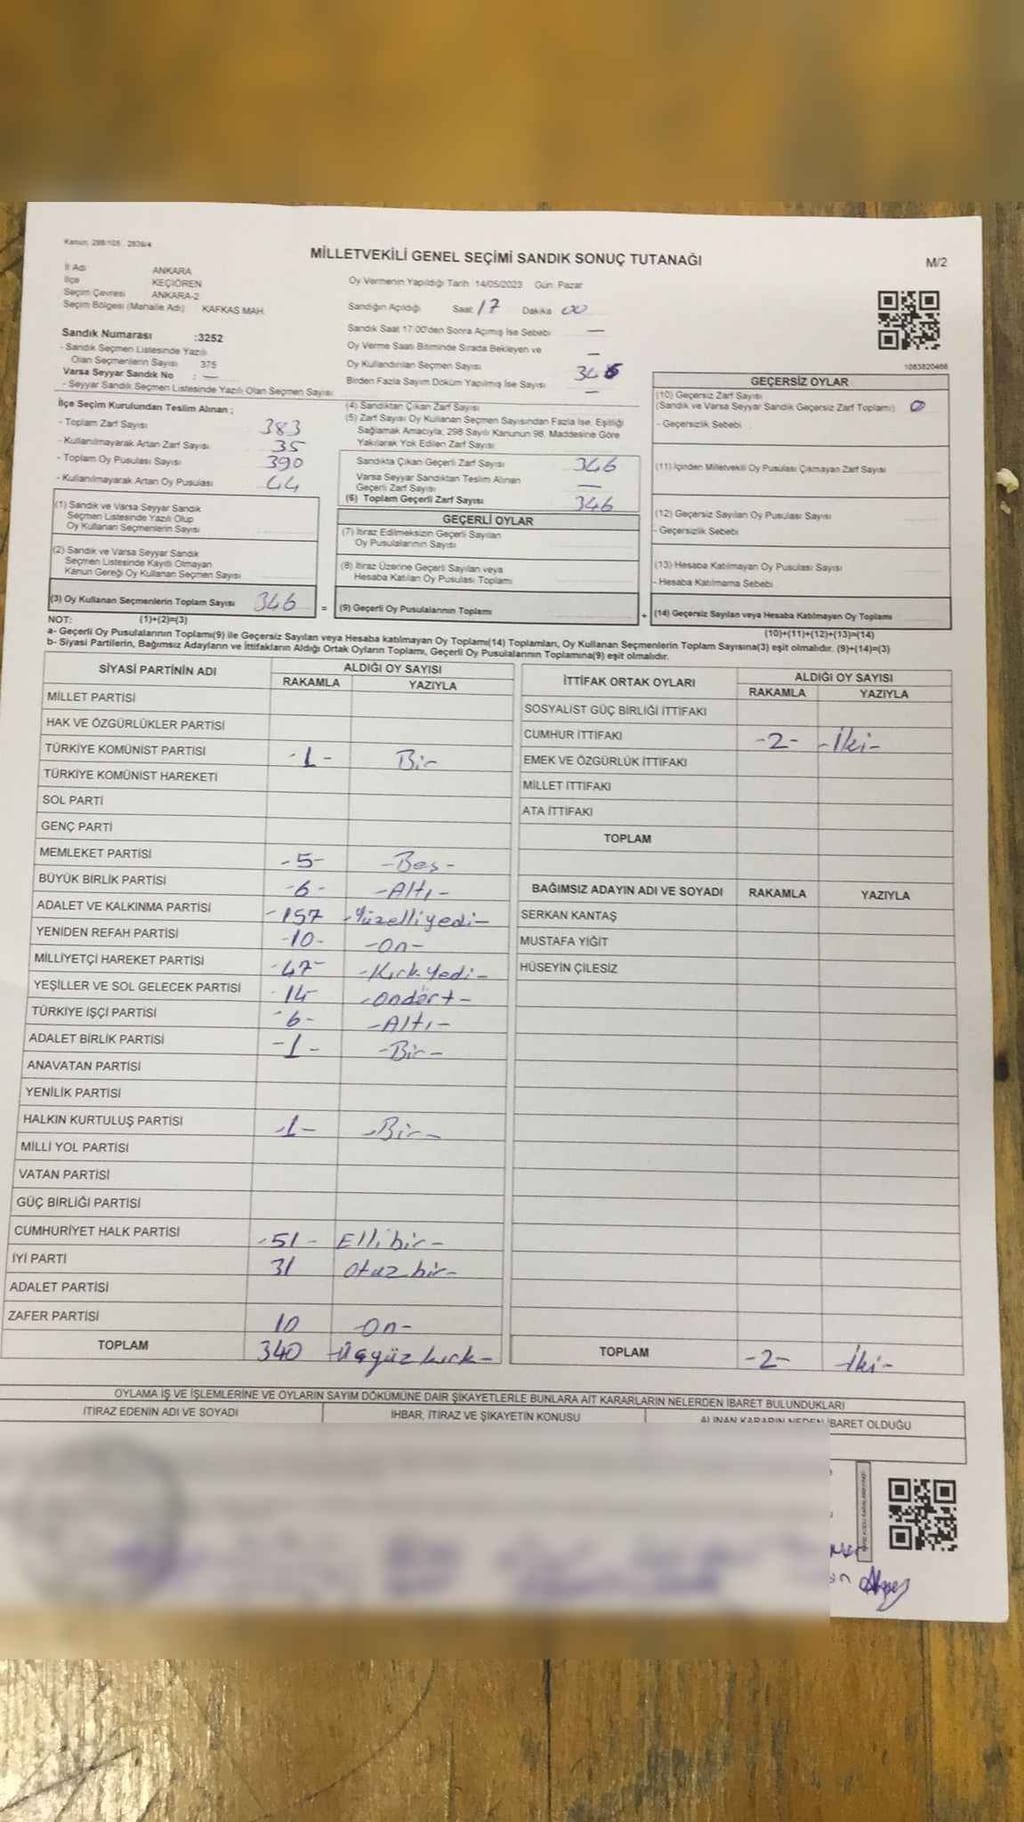 Kanun: 298/105 , 2839/4
MİLLETVEKİLİ GENEL SEÇİMİ SANDIK SONUÇ TUTANAĞI
M/2
İl Adı ANKARA
İlçe KEÇİÖREN
Seçim Çevresi ANKARA-2
Seçim Bölgesi (Mahalle Adı) KAFKAS MAH.
Sandık Numarası :3252
- Sandık Seçmen Listesinde Yazılı
Olan Seçmenlerin Sayısı 375
Varsa Seyyar Sandık No : —
- Seyyar Sandık Seçmen Listesinde Yazılı Olan Seçmen Sayısı
İlçe Seçim Kurulundan Teslim Alınan ;
- Toplam Zarf Sayısı 383
- Kullanılmayarak Artan Zarf Sayısı 35
- Toplam Oy Pusulası Sayısı 390
- Kullanılmayarak Artan Oy Pusulası 44
(1) Sandık ve Varsa Seyyar Sandık
Seçmen Listesinde Yazılı Olup
Oy Kullanan Seçmenlerin Sayısı
(2) Sandık ve Varsa Seyyar Sandık
Seçmen Listesinde Kayıtlı Olmayan
Kanun Gereği Oy Kullanan Seçmen Sayısı
(3) Oy Kullanan Seçmenlerin Toplam Sayısı 346 =
Oy Vermenin Yapıldığı Tarih 14/05/2023 Gün: Pazar
Sandığın Açıldığı Saat 17 Dakika 00
Sandık Saat 17:00'den Sonra Açılmış İse Sebebi —
Oy Verme Saati Bitiminde Sırada Bekleyen ve —
Oy Kullandırılan Seçmen Sayısı
Birden Fazla Sayım Döküm Yapılmış İse Sayısı —
(4) Sandıktan Çıkan Zarf Sayısı
(5) Zarf Sayısı Oy Kullanan Seçmen Sayısından Fazla İse, Eşitliği
Sağlamak Amacıyla, 298 Sayılı Kanunun 98. Maddesine Göre
Yakılarak Yok Edilen Zarf Sayısı
Sandıkta Çıkan Geçerli Zarf Sayısı 346
Varsa Seyyar Sandıktan Teslim Alınan
Geçerli Zarf Sayısı —
(6) Toplam Geçerli Zarf Sayısı 346
GEÇERLİ OYLAR
(7) İtiraz Edilmeksizin Geçerli Sayılan
Oy Pusulalarının Sayısı
(8) İtiraz Üzerine Geçerli Sayılan veya
Hesaba Katılan Oy Pusulası Toplamı
(9) Geçerli Oy Pusulalarının Toplamı +
1083820466
GEÇERSİZ OYLAR
(10) Geçersiz Zarf Sayısı
(Sandık ve Varsa Seyyar Sandık Geçersiz Zarf Toplamı) 0
- Geçersizlik Sebebi
(11) İçinden Milletvekili Oy Pusulası Çıkmayan Zarf Sayısı
(12) Geçersiz Sayılan Oy Pusulası Sayısı
- Geçersizlik Sebebi
(13) Hesaba Katılmayan Oy Pusulası Sayısı
- Hesaba Katılmama Sebebi
(14) Geçersiz Sayılan veya Hesaba Katılmayan Oy Toplamı
NOT: (1)+(2)=(3) (10)+(11)+(12)+(13)=(14)
a- Geçerli Oy Pusulalarının Toplamı(9) ile Geçersiz Sayılan veya Hesaba katılmayan Oy Toplamı(14) Toplamları, Oy Kullanan Seçmenlerin Toplam Sayısına(3) eşit olmalıdır. (9)+(14)=(3)
b- Siyasi Partilerin, Bağımsız Adayların ve İttifakların Aldığı Ortak Oyların Toplamı, Geçerli Oy Pusulalarının Toplamına(9) eşit olmalıdır.
SİYASİ PARTİNİN ADI ALDIĞI OY SAYISI
RAKAMLA YAZIYLA
MİLLET PARTİSİ
HAK VE ÖZGÜRLÜKLER PARTİSİ
TÜRKİYE KOMÜNİST PARTİSİ -1- Bir
TÜRKİYE KOMÜNİST HAREKETİ
SOL PARTİ
GENÇ PARTİ
MEMLEKET PARTİSİ -5- -Beş-
BÜYÜK BİRLİK PARTİSİ -6- -Altı-
ADALET VE KALKINMA PARTİSİ -157 -Yüzelliyedi-
YENİDEN REFAH PARTİSİ -10- -on-
MİLLİYETÇİ HAREKET PARTİSİ -47- -Kırk Yedi-
YEŞİLLER VE SOL GELECEK PARTİSİ -14 -ondört-
TÜRKİYE İŞÇİ PARTİSİ -6- -Altı-
ADALET BİRLİK PARTİSİ -1- -Bir-
ANAVATAN PARTİSİ
YENİLİK PARTİSİ
HALKIN KURTULUŞ PARTİSİ -1- -Bir-
MİLLİ YOL PARTİSİ
VATAN PARTİSİ
GÜÇ BİRLİĞİ PARTİSİ
CUMHURİYET HALK PARTİSİ -51- Ellibir-
İYİ PARTİ 31 otuzbir-
ADALET PARTİSİ
ZAFER PARTİSİ 10 -on-
TOPLAM 340 -Üçyüzkırk-
İTTİFAK ORTAK OYLARI ALDIĞI OY SAYISI
RAKAMLA YAZIYLA
SOSYALİST GÜÇ BİRLİĞİ İTTİFAKI
CUMHUR İTTİFAKI -2- -İki-
EMEK VE ÖZGÜRLÜK İTTİFAKI
MİLLET İTTİFAKI
ATA İTTİFAKI
TOPLAM
BAĞIMSIZ ADAYIN ADI VE SOYADI RAKAMLA YAZIYLA
SERKAN KANTAŞ
MUSTAFA YİĞİT
HÜSEYİN ÇİLESİZ
TOPLAM -2- -İki-
OYLAMA İŞ VE İŞLEMLERİNE VE OYLARIN SAYIM DÖKÜMÜNE DAİR ŞİKAYETLERLE BUNLARA AİT KARARLARIN NELERDEN İBARET BULUNDUKLARI
İTİRAZ EDENİN ADI VE SOYADI İHBAR, İTİRAZ VE ŞİKAYETİN KONUSU ALINAN KARARIN NEDEN İBARET OLDUĞU